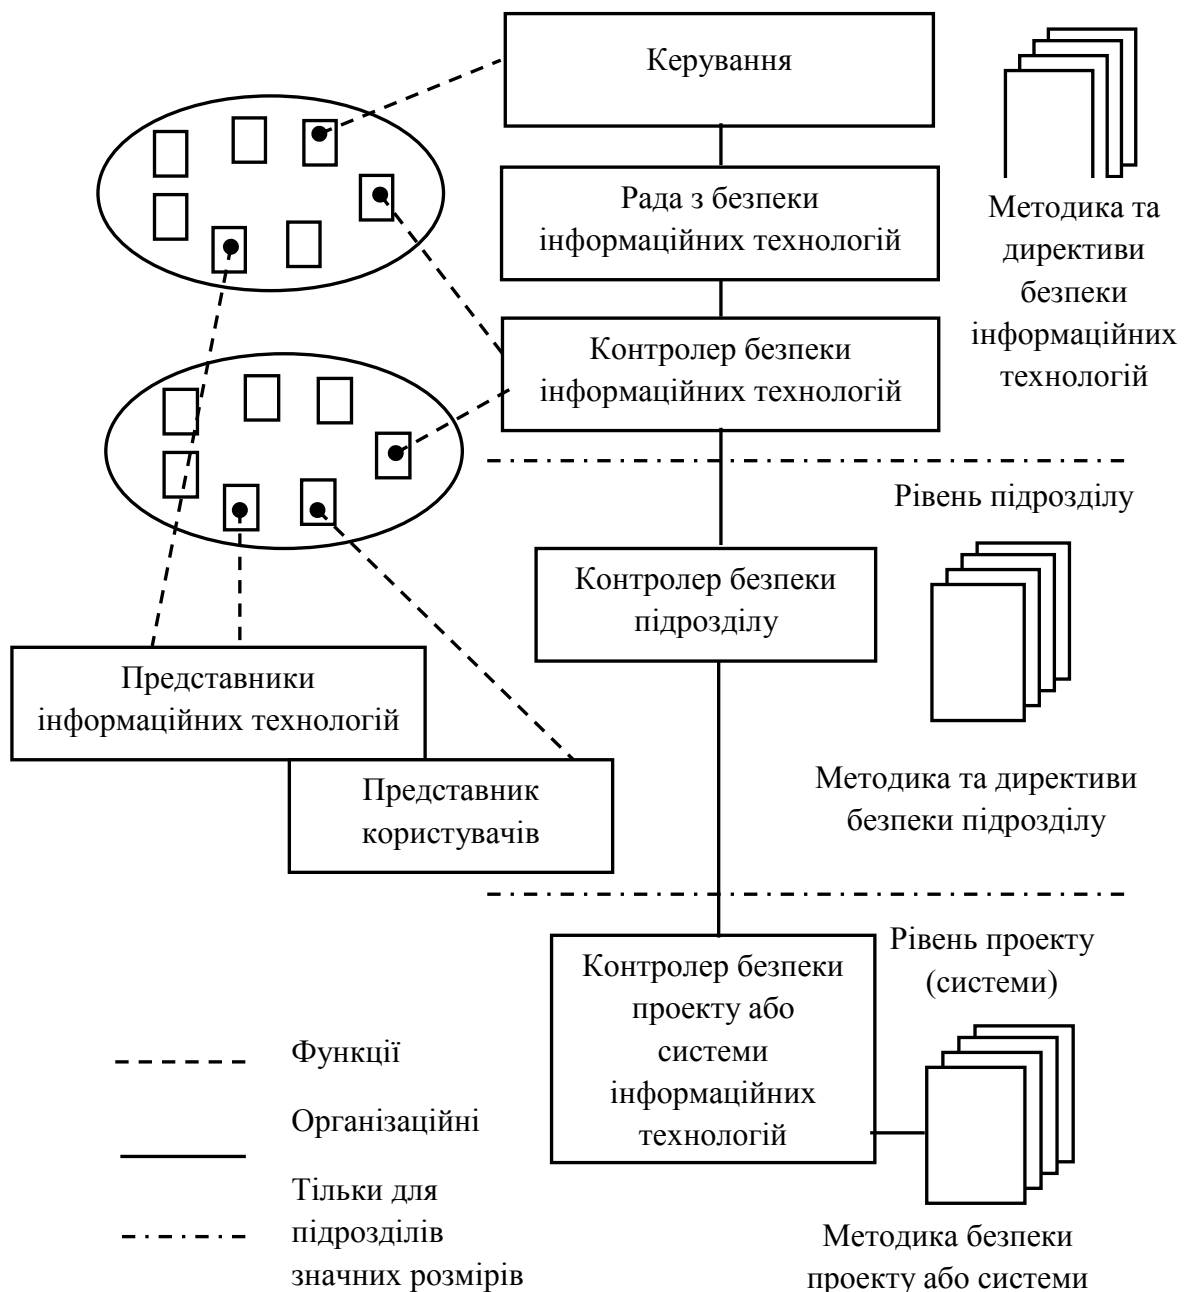 Керування
Рада з безпеки
інформаційних технологій
Методика та
директиви
безпеки
інформаційних
технологій
Контролер безпеки
інформаційних технологій
Рівень підрозділу
Контролер безпеки
підрозділу
Представники
інформаційних технологій
Методика та директиви
безпеки підрозділу
Представник
користувачів
Рівень проекту
(системи)
Контролер безпеки
проекту або
системи
інформаційних
технологій
Функції
Організаційні
Тільки для
підрозділів
значних розмірів
Методика безпеки
проекту або системи